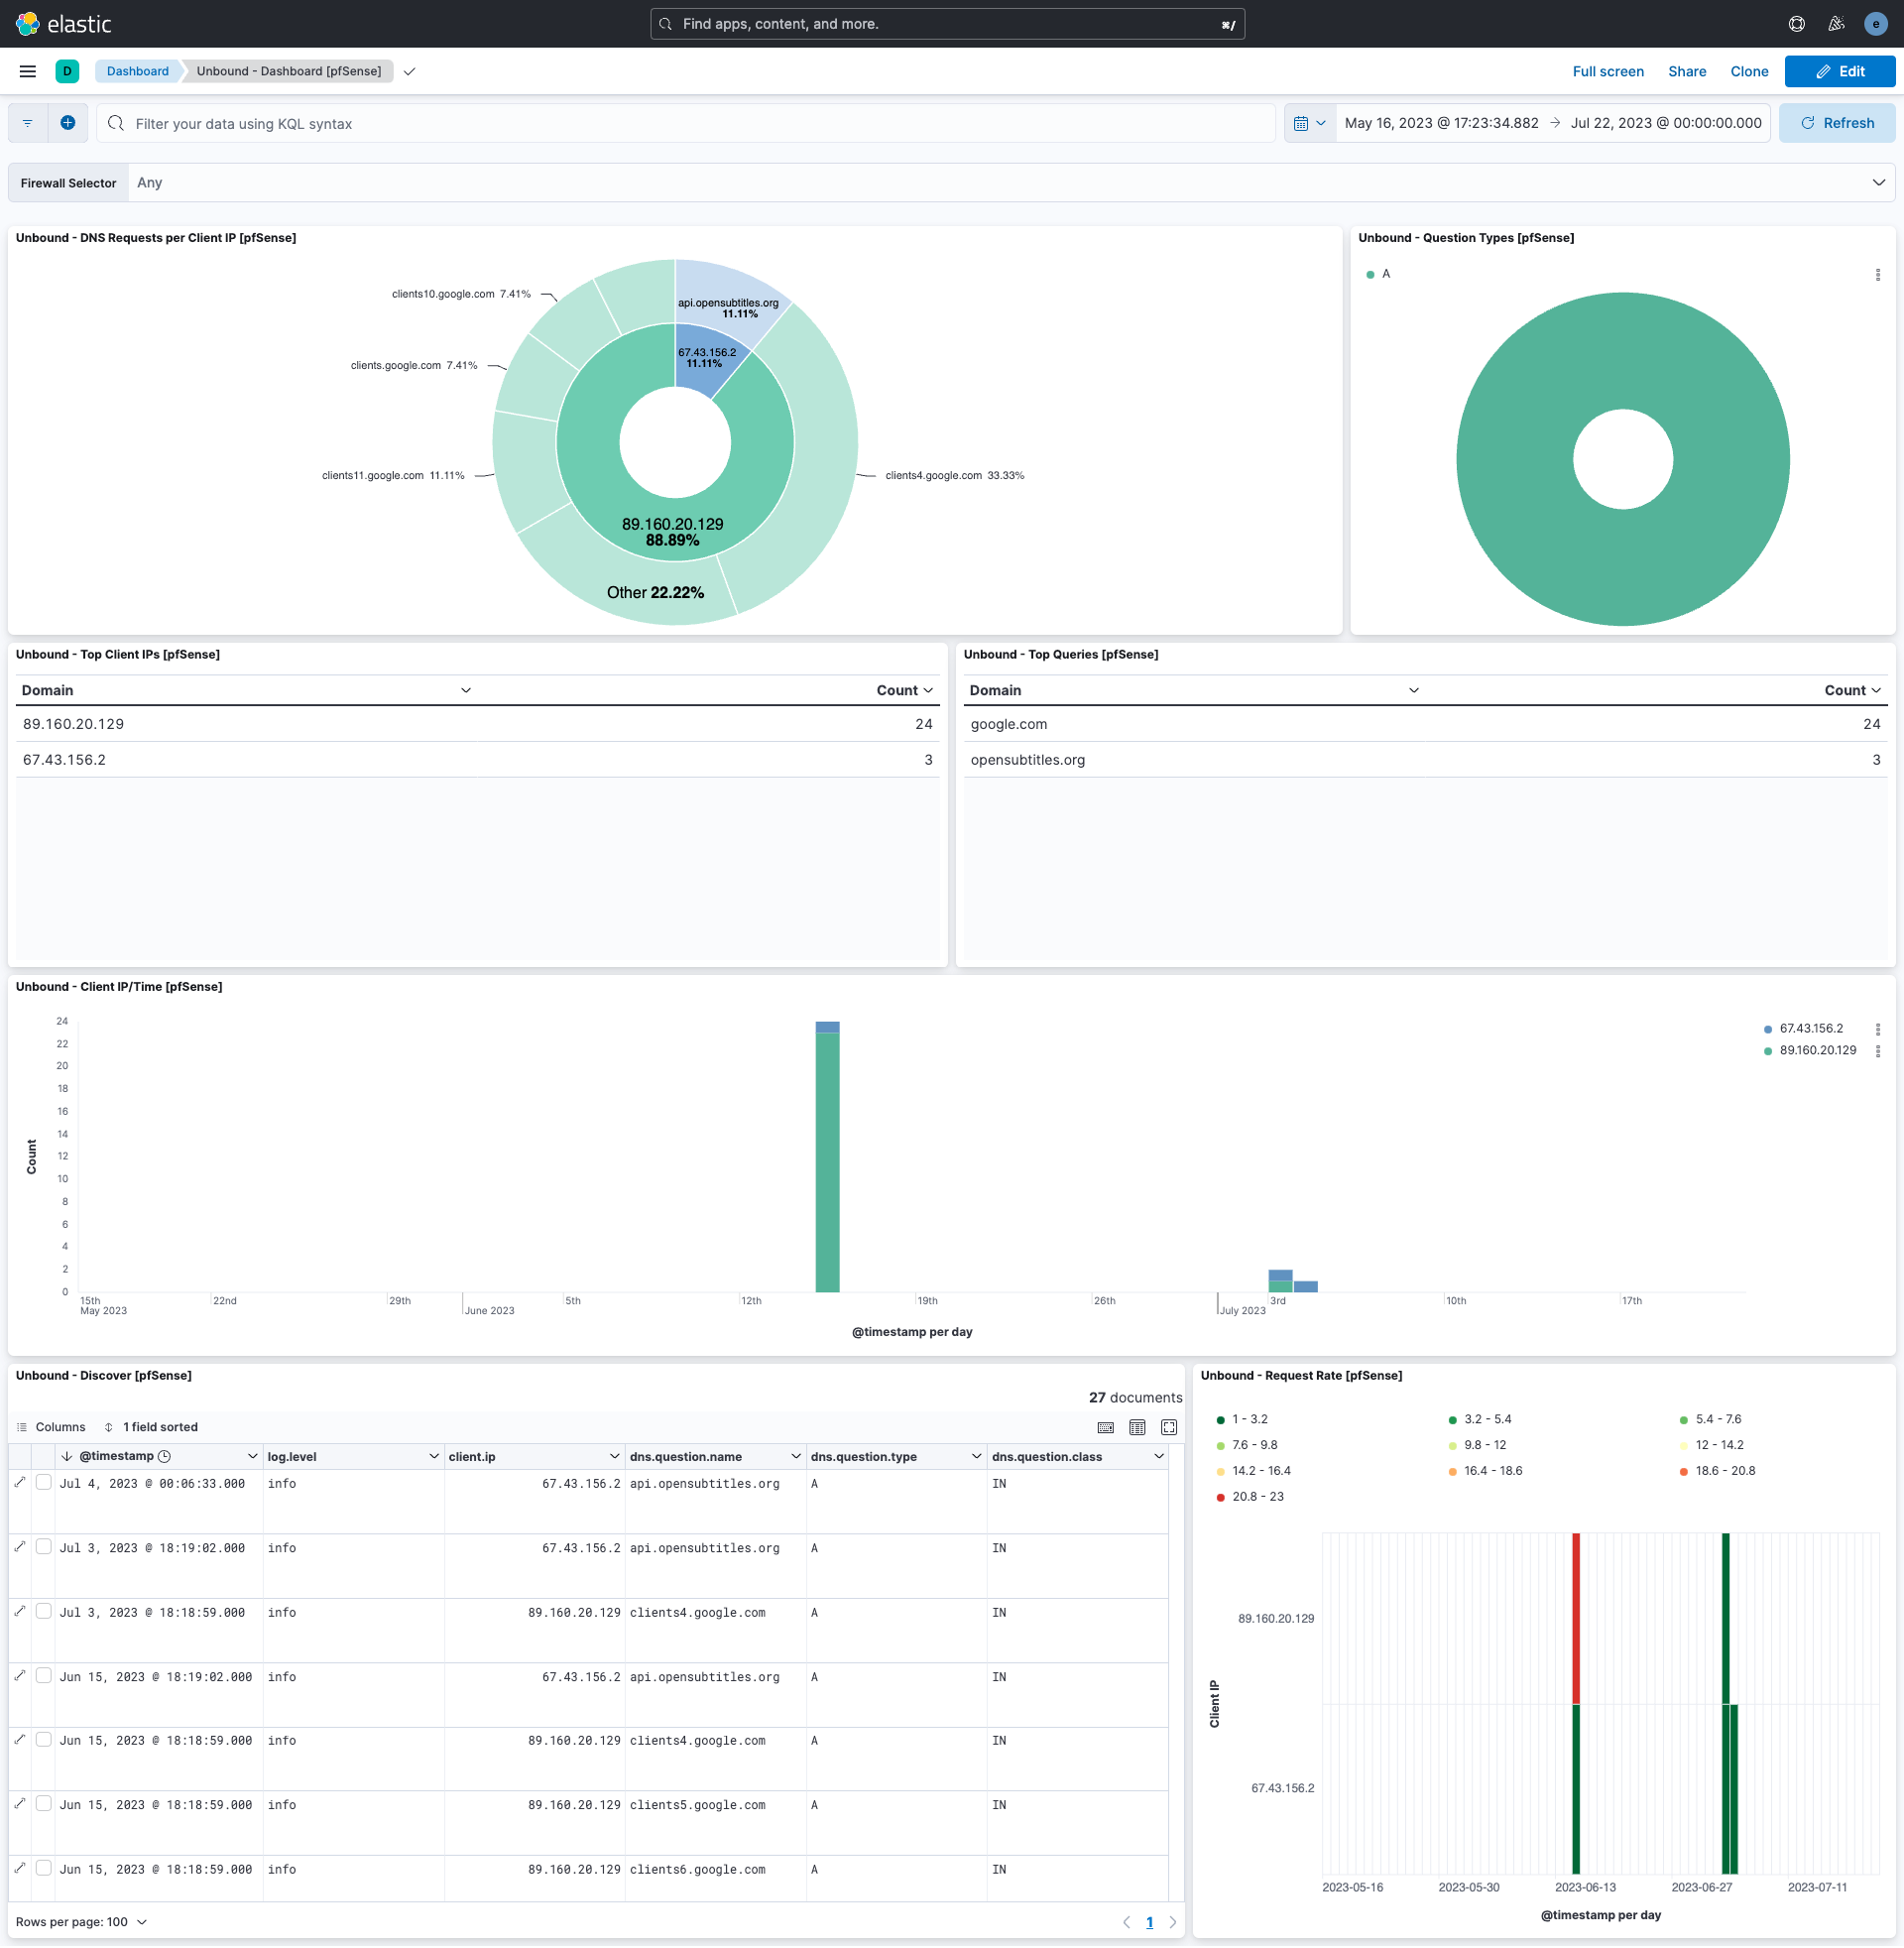 elastic
Find apps, content, and more.
⌘/
e
D
Dashboard
Unbound - Dashboard [pfSense]
Full screen
Share
Clone
Edit
Filter your data using KQL syntax
May 16, 2023 @ 17:23:34.882 → Jul 22, 2023 @ 00:00:00.000
Refresh
Firewall Selector
Any
Unbound - DNS Requests per Client IP [pfSense]
clients10.google.com 7.41%
api.opensubtitles.org
11.11%
67.43.156.2
11.11%
clients.google.com 7.41%
clients11.google.com 11.11%
clients4.google.com 33.33%
89.160.20.129
88.89%
Other 22.22%
Unbound - Question Types [pfSense]
A
Unbound - Top Client IPs [pfSense]
Domain Count
89.160.20.129 24
67.43.156.2 3
Unbound - Top Queries [pfSense]
Domain Count
google.com 24
opensubtitles.org 3
Unbound - Client IP/Time [pfSense]
24
22
20
18
16
14
12
10
8
6
4
2
0
Count
15th 22nd 29th 5th 12th 19th 26th 3rd 10th 17th
May 2023 June 2023 July 2023
@timestamp per day
67.43.156.2
89.160.20.129
Unbound - Discover [pfSense]
27 documents
Columns 1 field sorted
@timestamp log.level client.ip dns.question.name dns.question.type dns.question.class
Jul 4, 2023 @ 00:06:33.000 info 67.43.156.2 api.opensubtitles.org A IN
Jul 3, 2023 @ 18:19:02.000 info 67.43.156.2 api.opensubtitles.org A IN
Jul 3, 2023 @ 18:18:59.000 info 89.160.20.129 clients4.google.com A IN
Jun 15, 2023 @ 18:19:02.000 info 67.43.156.2 api.opensubtitles.org A IN
Jun 15, 2023 @ 18:18:59.000 info 89.160.20.129 clients4.google.com A IN
Jun 15, 2023 @ 18:18:59.000 info 89.160.20.129 clients5.google.com A IN
Jun 15, 2023 @ 18:18:59.000 info 89.160.20.129 clients6.google.com A IN
Rows per page: 100
1
Unbound - Request Rate [pfSense]
1 - 3.2 3.2 - 5.4 5.4 - 7.6
7.6 - 9.8 9.8 - 12 12 - 14.2
14.2 - 16.4 16.4 - 18.6 18.6 - 20.8
20.8 - 23
89.160.20.129
Client IP
67.43.156.2
2023-05-16 2023-05-30 2023-06-13 2023-06-27 2023-07-11
@timestamp per day